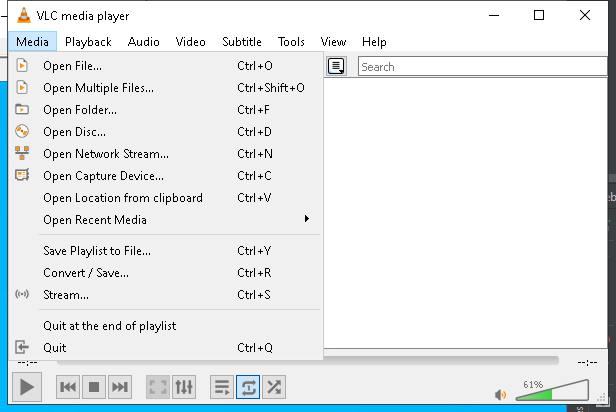 VLC media player
Media Playback Audio Video Subtitle Tools View Help
Open File... Ctrl+O
Open Multiple Files... Ctrl+Shift+O
Open Folder... Ctrl+F
Open Disc... Ctrl+D
Open Network Stream... Ctrl+N
Open Capture Device... Ctrl+C
Open Location from clipboard Ctrl+V
Open Recent Media
Save Playlist to File... Ctrl+Y
Convert / Save... Ctrl+R
Stream... Ctrl+S
Quit at the end of playlist
Quit Ctrl+Q
Search
--:-- --:--
61%